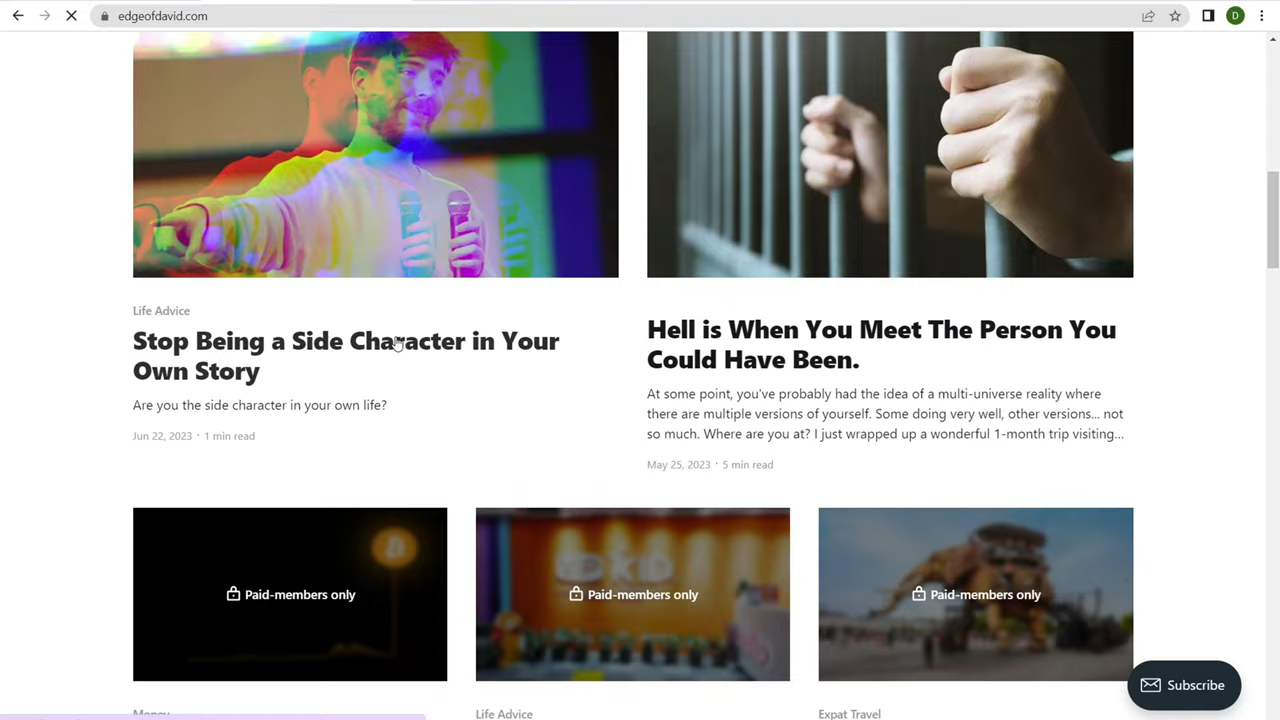 edgeofdavid.com
D
Life Advice
Stop Being a Side Character in Your
Own Story
Are you the side character in your own life?
Jun 22, 2023 • 1 min read
Hell is When You Meet The Person You
Could Have Been.
At some point, you've probably had the idea of a multi-universe reality where
there are multiple versions of yourself. Some doing very well, other versions... not
so much. Where are you at? I just wrapped up a wonderful 1-month trip visiting...
May 25, 2023 • 5 min read
Paid-members only
Paid-members only
Paid-members only
Subscribe
Money
Life Advice
Expat Travel